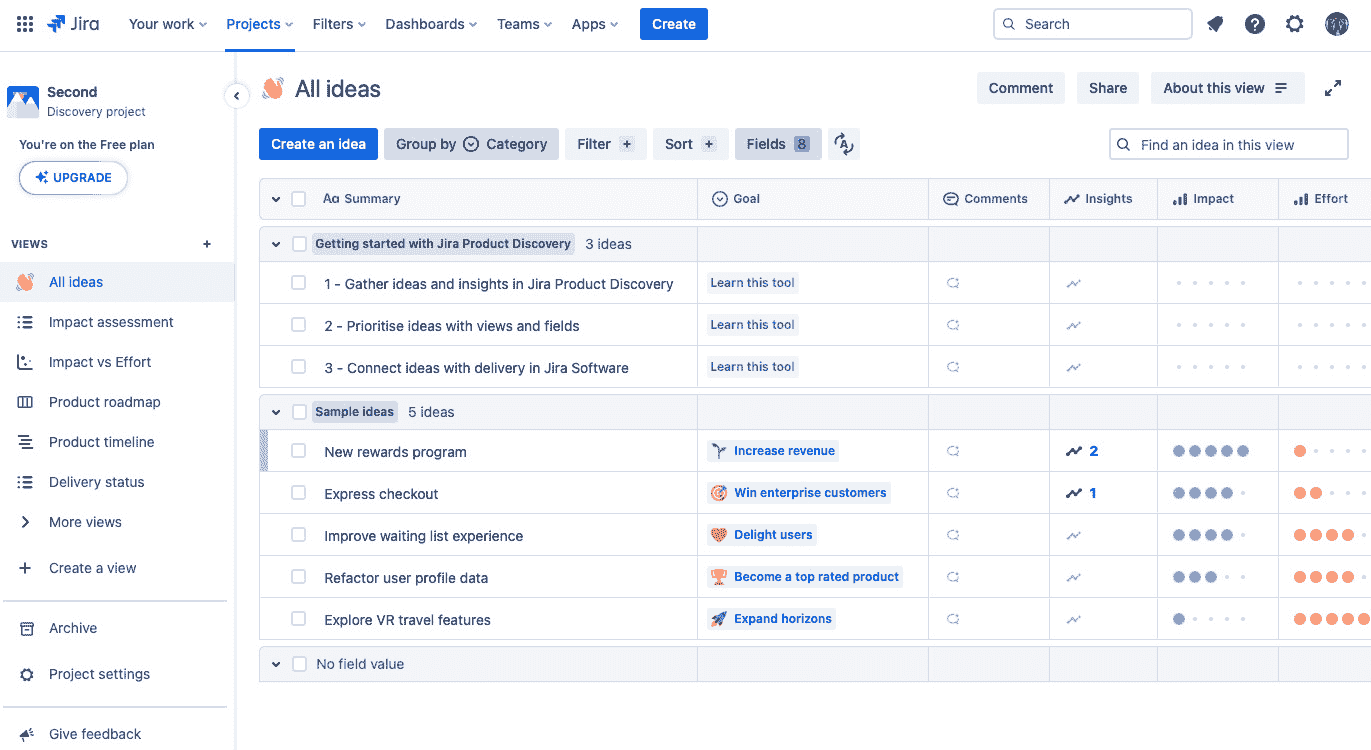 Jira Your work Projects Filters Dashboards Teams Apps Create Search
Second
Discovery project
You're on the Free plan
UPGRADE
VIEWS
All ideas
Impact assessment
Impact vs Effort
Product roadmap
Product timeline
Delivery status
More views
Create a view
Archive
Project settings
Give feedback
All ideas Comment Share About this view
Create an idea Group by Category Filter + Sort + Fields 8 A Find an idea in this view
Aa Summary Goal Comments Insights Impact Effort
Getting started with Jira Product Discovery 3 ideas
1 - Gather ideas and insights in Jira Product Discovery Learn this tool
2 - Prioritise ideas with views and fields Learn this tool
3 - Connect ideas with delivery in Jira Software Learn this tool
Sample ideas 5 ideas
New rewards program Increase revenue 2
Express checkout Win enterprise customers 1
Improve waiting list experience Delight users
Refactor user profile data Become a top rated product
Explore VR travel features Expand horizons
No field value